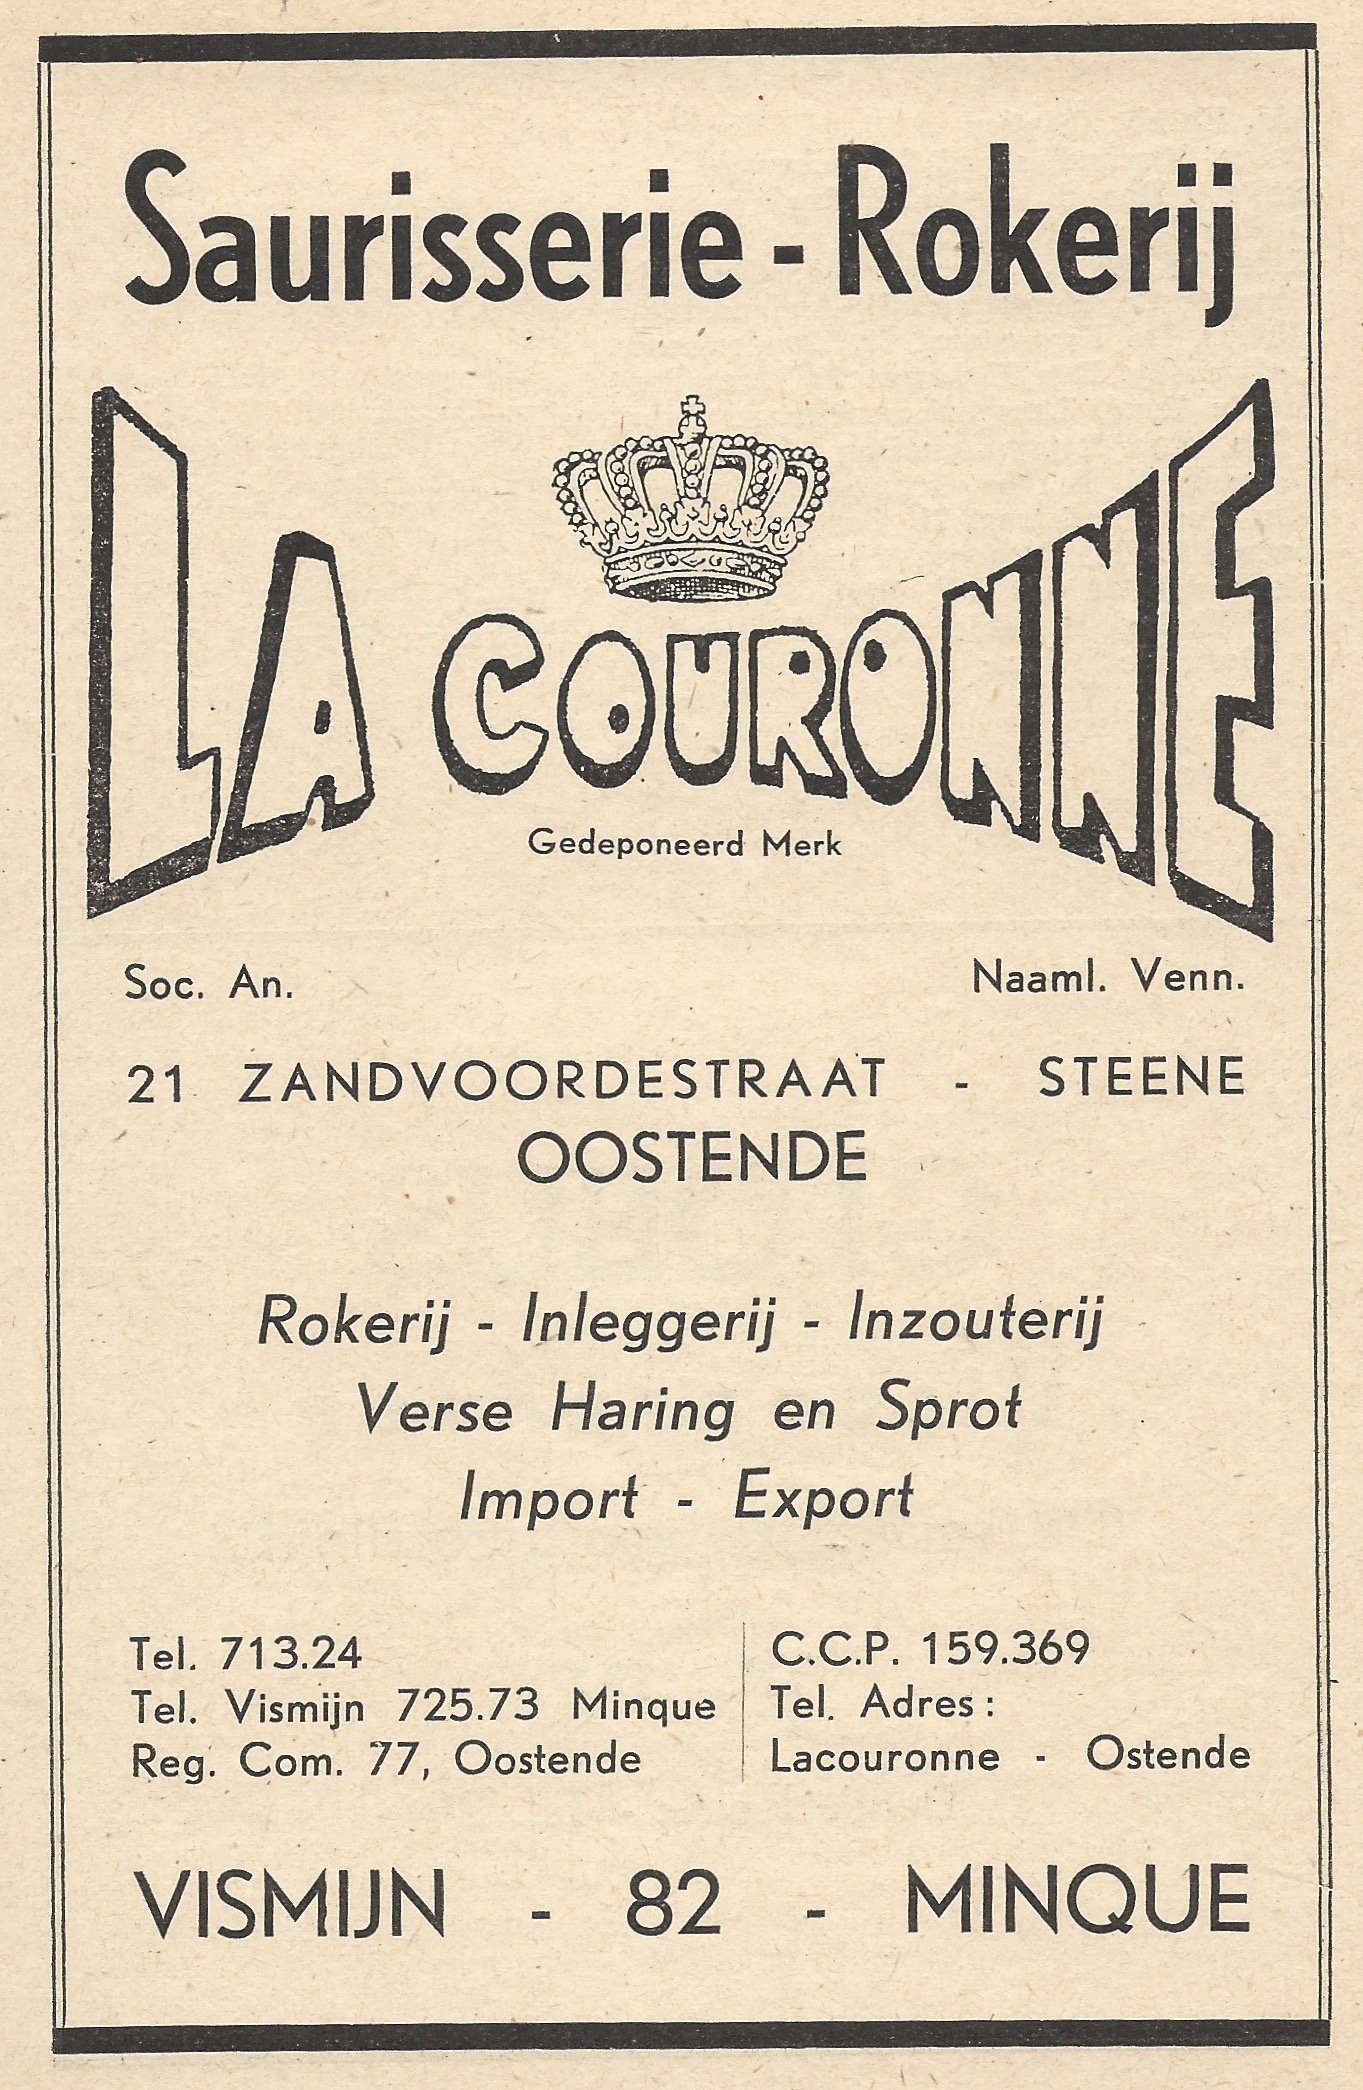 Saurisserie - Rokerij
LA COURONNE
Gedeponeerd Merk
Soc. An. Naaml. Venn.
21 ZANDVOORDESTRAAT - STEENE
OOSTENDE
Rokerij - Inleggerij - Inzouterij
Verse Haring en Sprot
Import - Export
Tel. 713.24
Tel. Vismijn 725.73 Minque
Reg. Com. 77, Oostende
C.C.P. 159.369
Tel. Adres :
Lacouronne - Ostende
VISMIJN - 82 - MINQUE